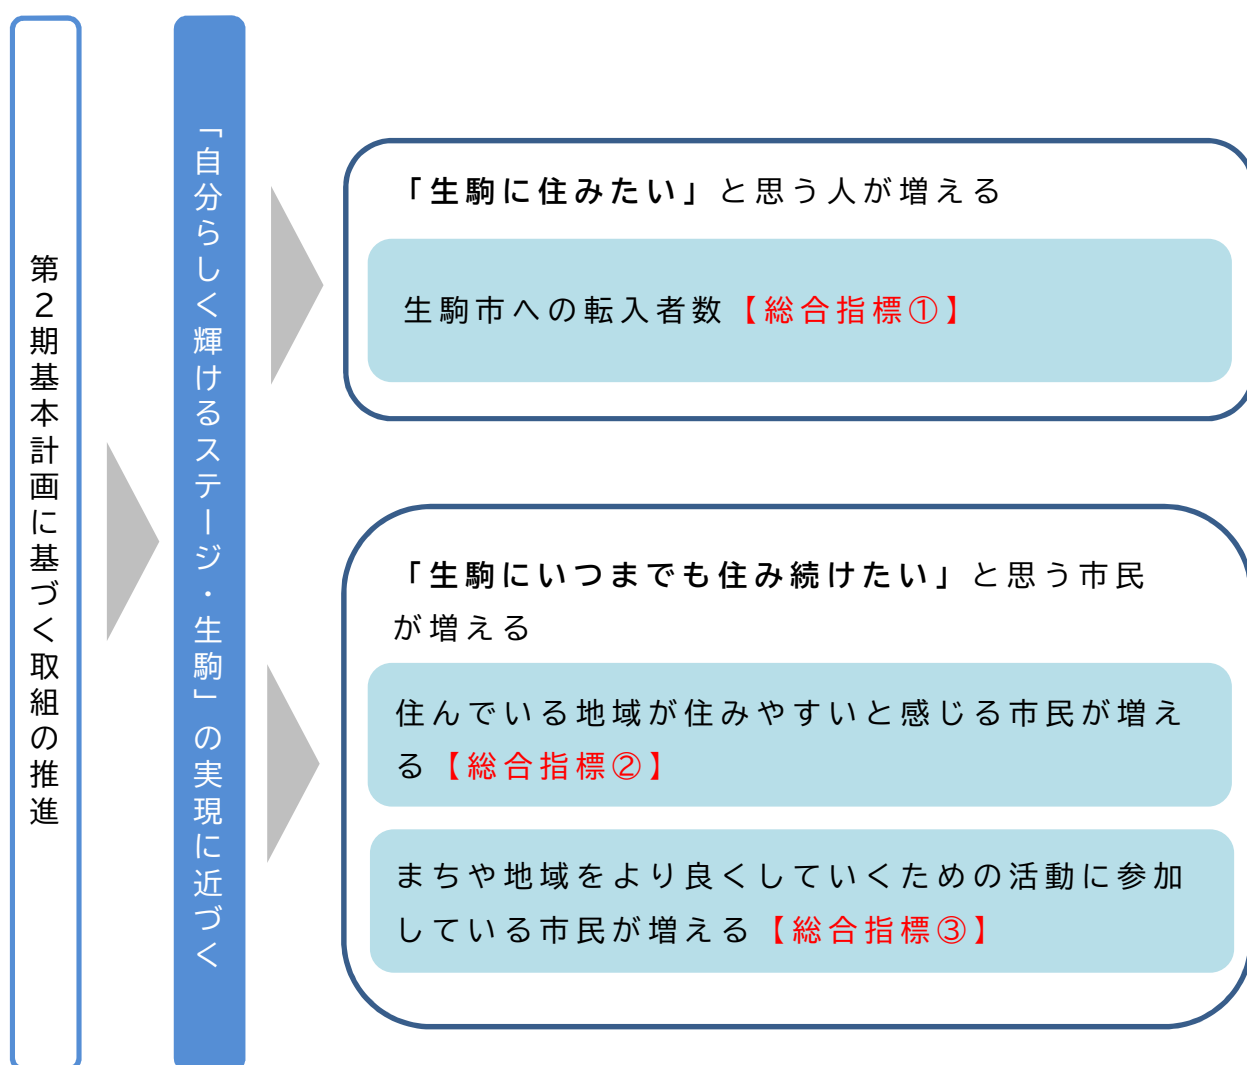 第２期基本計画に基づく取組の推進
「自分らしく輝けるステージ・生駒」の実現に近づく
「生駒に住みたい」と思う人が増える
生駒市への転入者数【総合指標①】
「生駒にいつまでも住み続けたい」と思う市民
が増える
住んでいる地域が住みやすいと感じる市民が増え
る【総合指標②】
まちや地域をより良くしていくための活動に参加
している市民が増える【総合指標③】